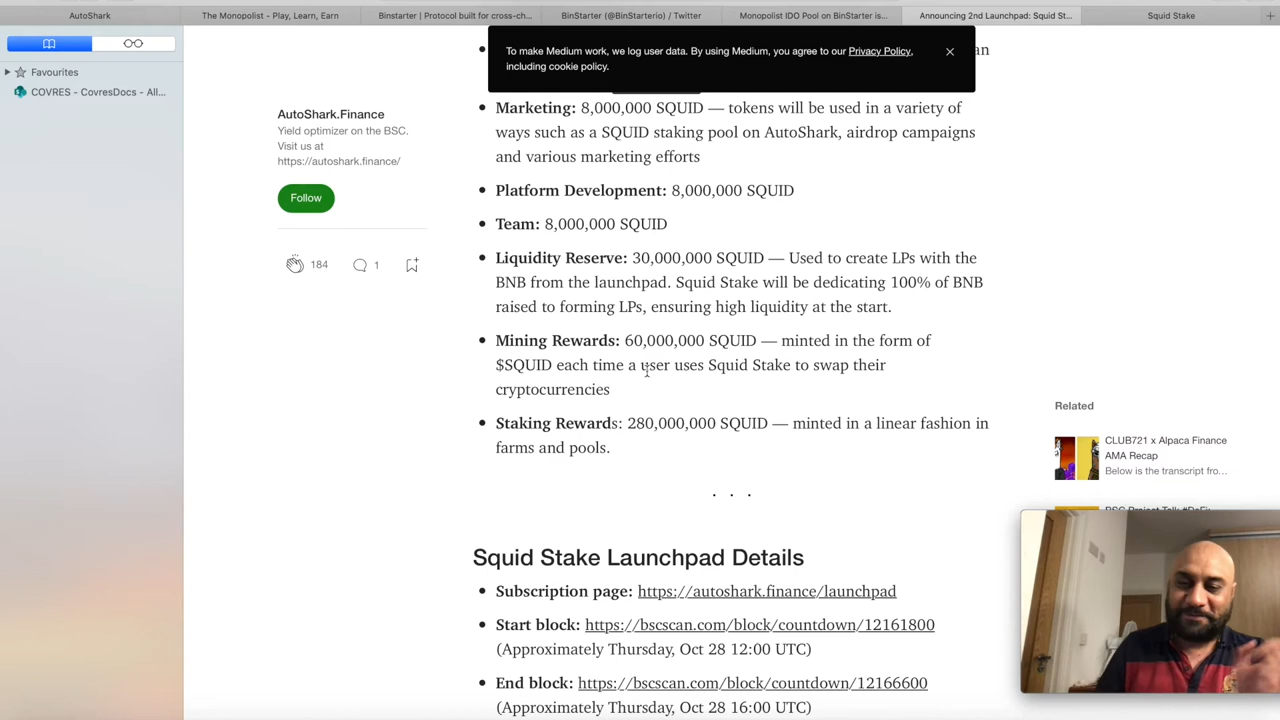 AutoShark
The Monopolist - Play, Learn, Earn
Binstarter | Protocol built for cross-ch...
BinStarter (@BinStarterio) / Twitter
Monopolist IDO Pool on BinStarter is...
Announcing 2nd Launchpad: Squid St...
Squid Stake
Favourites
COVRES - CovresDocs - All...
To make Medium work, we log user data. By using Medium, you agree to our Privacy Policy,
including cookie policy.
an
AutoShark.Finance
Yield optimizer on the BSC.
Visit us at
https://autoshark.finance/
Follow
184
1
Marketing: 8,000,000 SQUID — tokens will be used in a variety of
ways such as a SQUID staking pool on AutoShark, airdrop campaigns
and various marketing efforts
Platform Development: 8,000,000 SQUID
Team: 8,000,000 SQUID
Liquidity Reserve: 30,000,000 SQUID — Used to create LPs with the
BNB from the launchpad. Squid Stake will be dedicating 100% of BNB
raised to forming LPs, ensuring high liquidity at the start.
Mining Rewards: 60,000,000 SQUID — minted in the form of
$SQUID each time a user uses Squid Stake to swap their
cryptocurrencies
Staking Rewards: 280,000,000 SQUID — minted in a linear fashion in
farms and pools.
. . .
Squid Stake Launchpad Details
Subscription page: https://autoshark.finance/launchpad
Start block: https://bscscan.com/block/countdown/12161800
(Approximately Thursday, Oct 28 12:00 UTC)
End block: https://bscscan.com/block/countdown/12166600
(Approximately Thursday, Oct 28 16:00 UTC)
Related
CLUB721 x Alpaca Finance
AMA Recap
Below is the transcript fro...